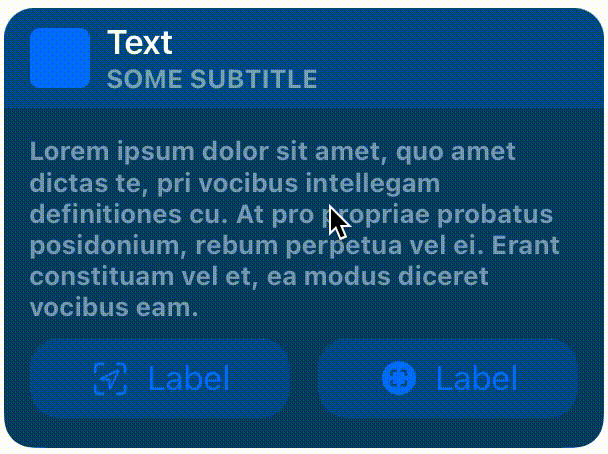 Text
SOME SUBTITLE
Lorem ipsum dolor sit amet, quo amet
dictas te, pri vocibus intellegam
definitiones cu. At pro propriae probatus
posidonium, rebum perpetua vel ei. Erant
constituam vel et, ea modus diceret
vocibus eam.
Label
Label